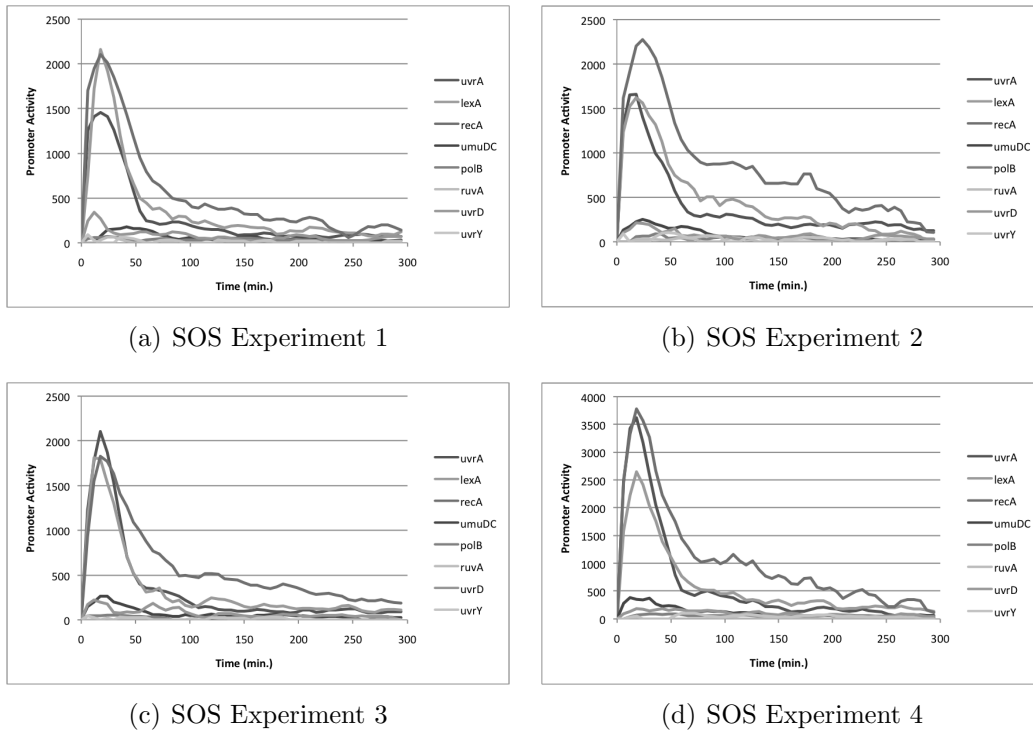 2500
2000
1500
1000
500
0
Promoter Activity
0 50 100 150 200 250 300
Time (min.)
uvrA
lexA
recA
umuDC
polB
ruvA
uvrD
uvrY
(a) SOS Experiment 1
2500
2000
1500
1000
500
0
Promoter Activity
0 50 100 150 200 250 300
Time (min.)
uvrA
lexA
recA
umuDC
polB
ruvA
uvrD
uvrY
(b) SOS Experiment 2
2500
2000
1500
1000
500
0
Promoter Activity
0 50 100 150 200 250 300
Time (min.)
uvrA
lexA
recA
umuDC
polB
ruvA
uvrD
uvrY
(c) SOS Experiment 3
4000
3500
3000
2500
2000
1500
1000
500
0
Promoter Activity
0 50 100 150 200 250 300
Time (min.)
uvrA
lexA
recA
umuDC
polB
ruvA
uvrD
uvrY
(d) SOS Experiment 4